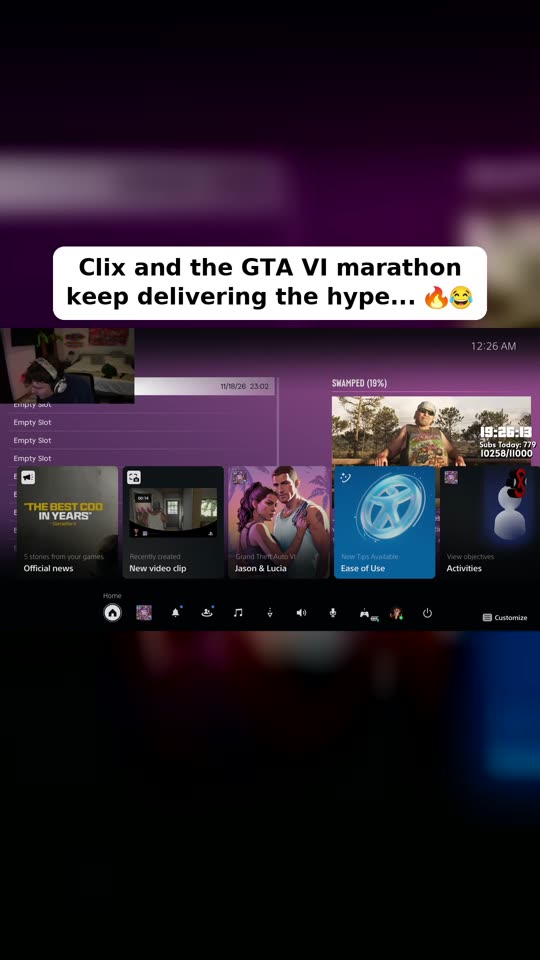 Clix and the GTA VI marathon
keep delivering the hype... 🔥😂
12:26 AM
11/18/26 23:02
SWAMPED (19%)
Empty Slot
Empty Slot
Empty Slot
Empty Slot
19:26:13
Subs Today: 779
10258/11000
"THE BEST COD
IN YEARS"
00:14
5 stories from your games
Official news
Recently created
New video clip
Grand Theft Auto VI
Jason & Lucia
New Tips Available
Ease of Use
View objectives
Activities
Home
Customize